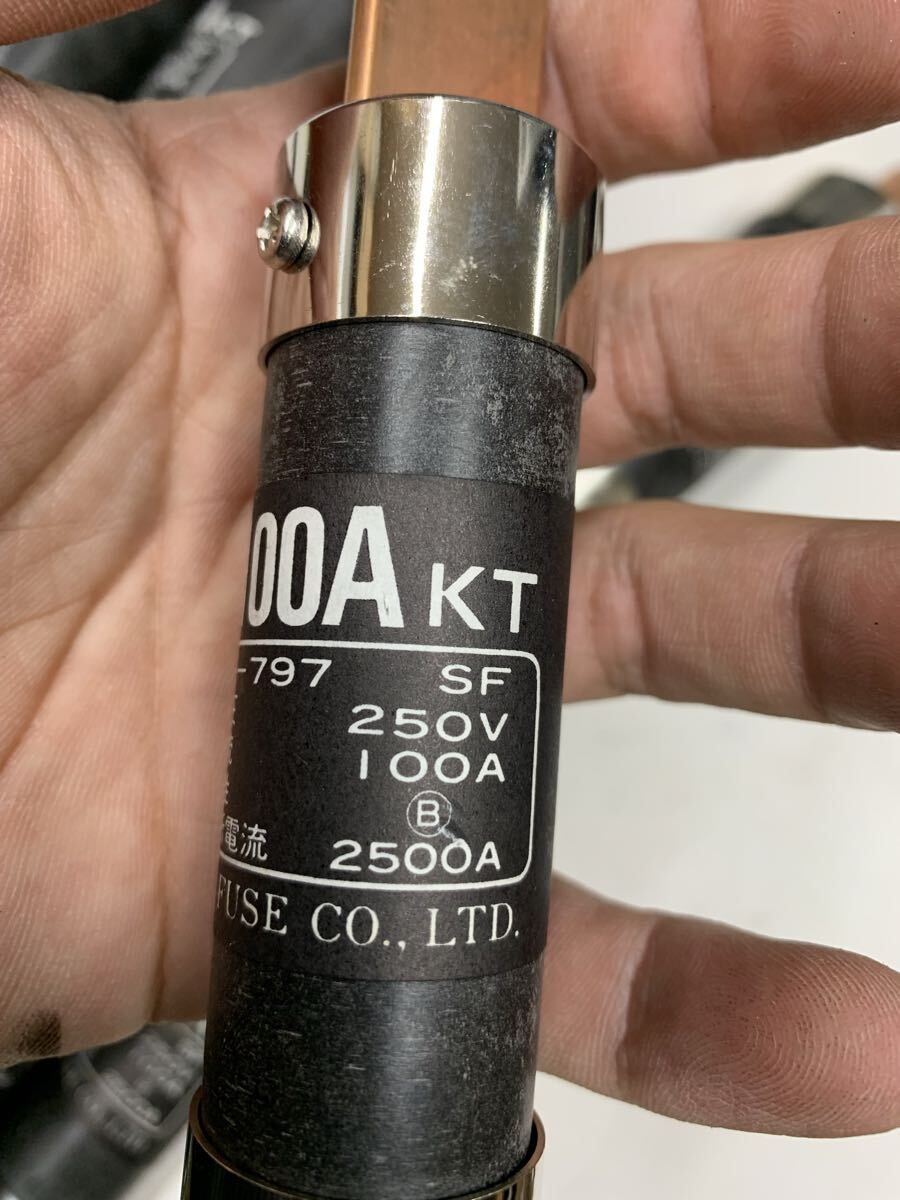 00A KT
-797 SF
250V
100A
Ⓑ
電流 2500A
FUSE CO., LTD.